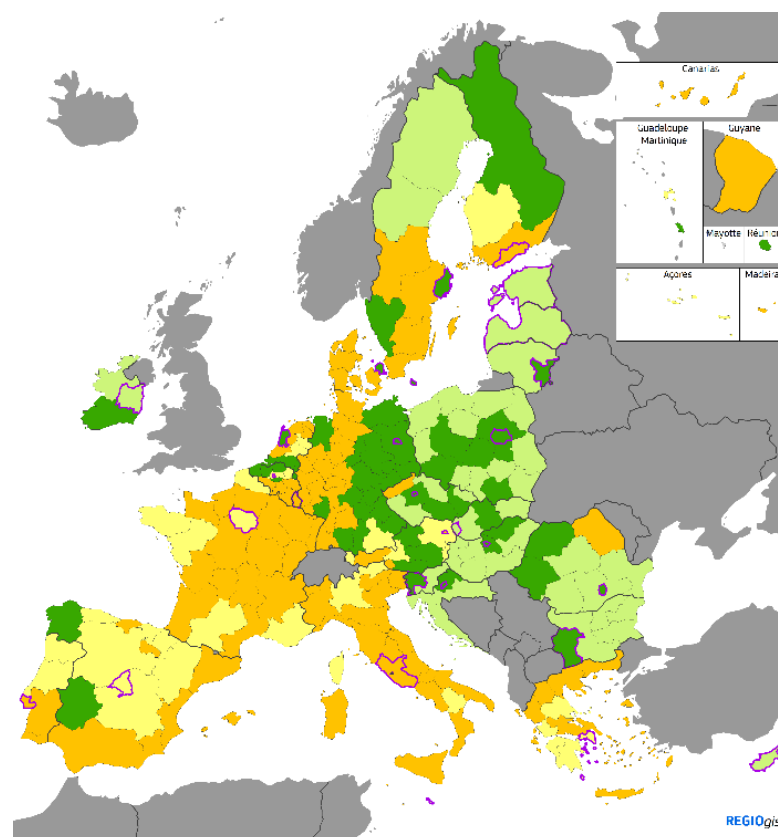 Canarias
Guadeloupe
Martinique
Guyane
Mayotte
Réunion
Açores
Madeira
REGIOgis